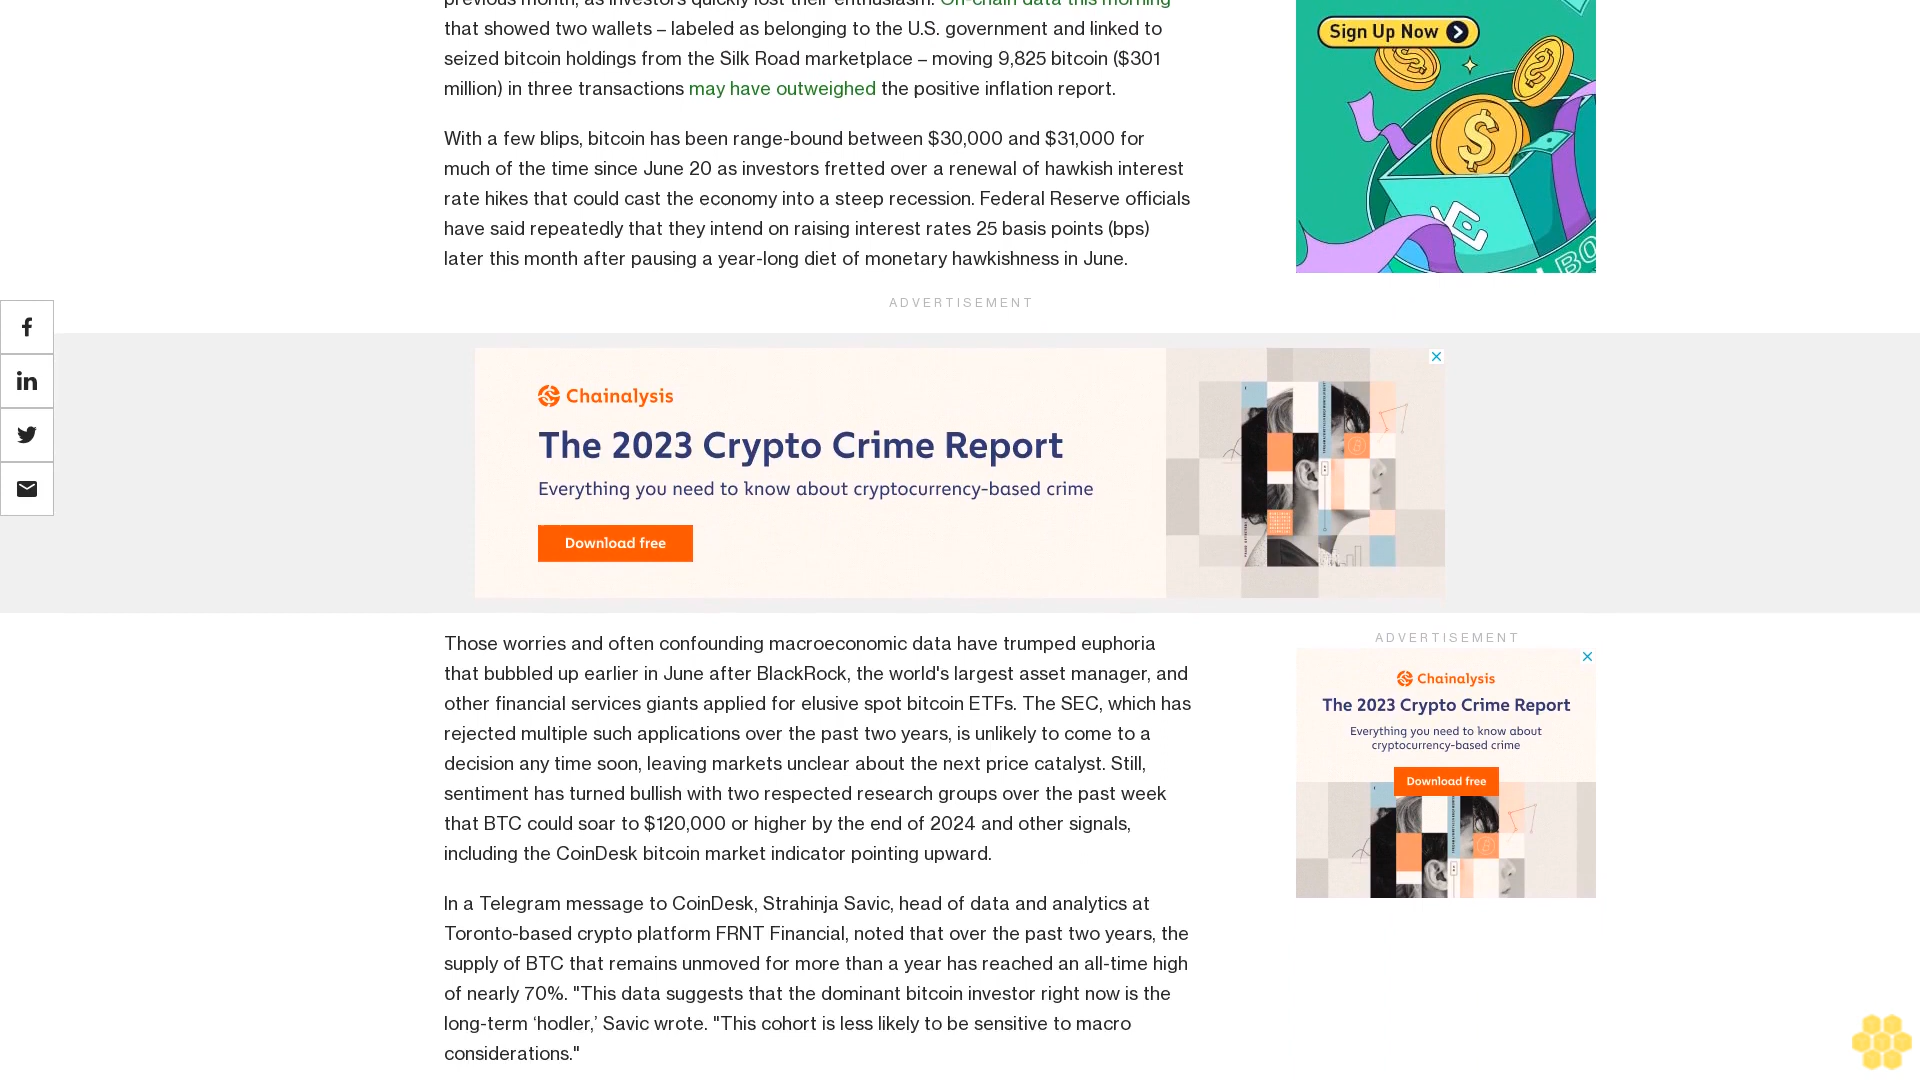 previous month, as investors quickly lost their enthusiasm. On-chain data this morning
that showed two wallets – labeled as belonging to the U.S. government and linked to
seized bitcoin holdings from the Silk Road marketplace – moving 9,825 bitcoin ($301
million) in three transactions may have outweighed the positive inflation report.
With a few blips, bitcoin has been range-bound between $30,000 and $31,000 for
much of the time since June 20 as investors fretted over a renewal of hawkish interest
rate hikes that could cast the economy into a steep recession. Federal Reserve officials
have said repeatedly that they intend on raising interest rates 25 basis points (bps)
later this month after pausing a year-long diet of monetary hawkishness in June.
Sign Up Now
ADVERTISEMENT
Chainalysis
The 2023 Crypto Crime Report
Everything you need to know about cryptocurrency-based crime
Download free
Those worries and often confounding macroeconomic data have trumped euphoria
that bubbled up earlier in June after BlackRock, the world's largest asset manager, and
other financial services giants applied for elusive spot bitcoin ETFs. The SEC, which has
rejected multiple such applications over the past two years, is unlikely to come to a
decision any time soon, leaving markets unclear about the next price catalyst. Still,
sentiment has turned bullish with two respected research groups over the past week
that BTC could soar to $120,000 or higher by the end of 2024 and other signals,
including the CoinDesk bitcoin market indicator pointing upward.
In a Telegram message to CoinDesk, Strahinja Savic, head of data and analytics at
Toronto-based crypto platform FRNT Financial, noted that over the past two years, the
supply of BTC that remains unmoved for more than a year has reached an all-time high
of nearly 70%. "This data suggests that the dominant bitcoin investor right now is the
long-term ‘hodler,’ Savic wrote. "This cohort is less likely to be sensitive to macro
considerations."
ADVERTISEMENT
Chainalysis
The 2023 Crypto Crime Report
Everything you need to know about
cryptocurrency-based crime
Download free